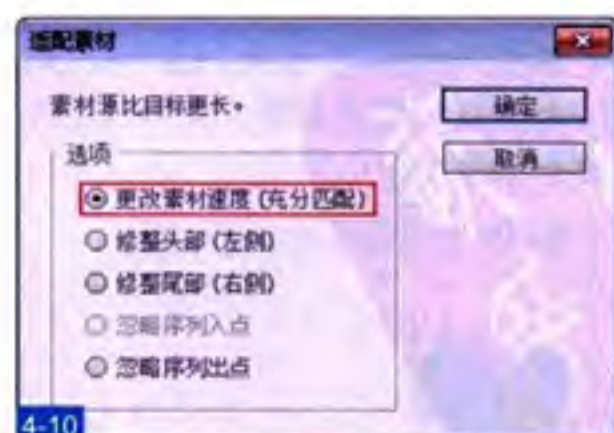 适配素材
素材源比目标更长。
确定
选项
取消
更改素材速度(充分匹配)
修整头部(左侧)
修整尾部(右侧)
忽略序列入点
忽略序列出点
4-10